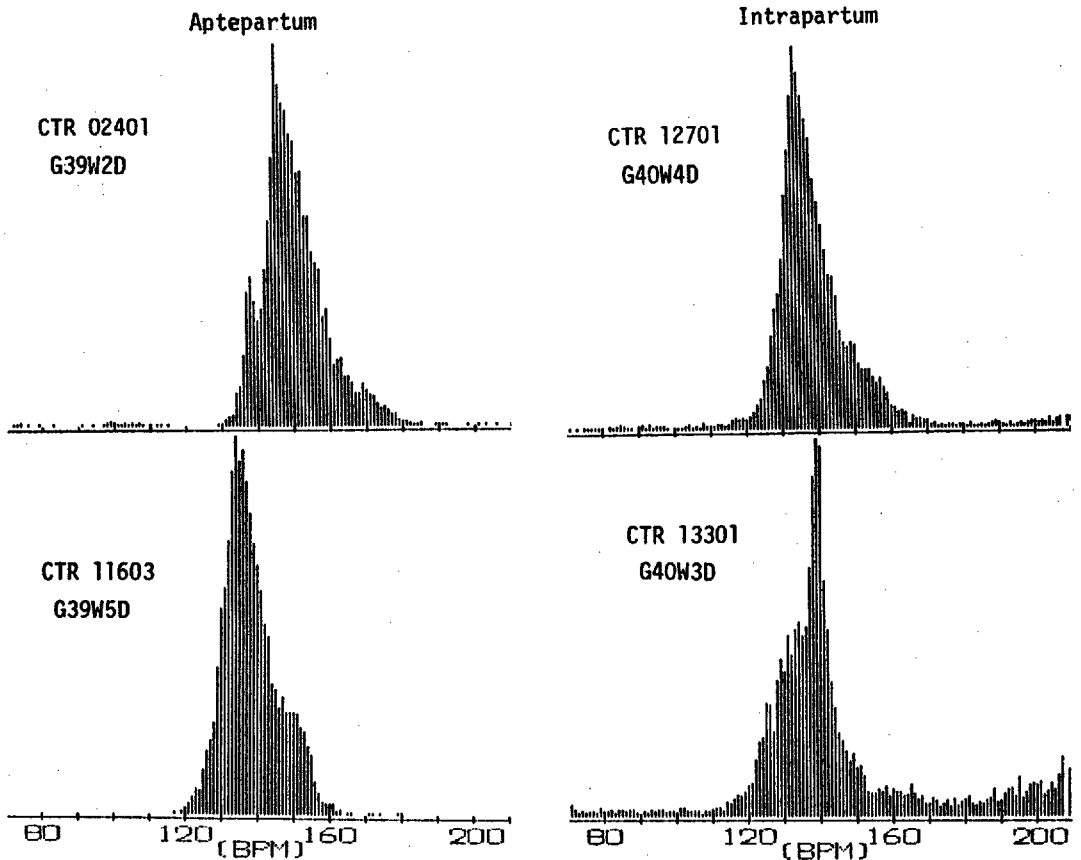 Aptepartum
Intrapartum
CTR 02401
G39W2D
CTR 12701
G40W4D
CTR 11603
G39W5D
CTR 13301
G40W3D
80 120 160 200
(BPM)
80 120 160 200
(BPM)